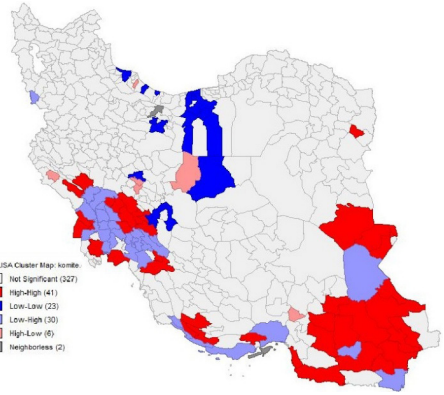 JSA Cluster Map: komite.
Not Significant (327)
High-High (41)
Low-Low (23)
Low-High (30)
High-Low (6)
Neighborless (2)